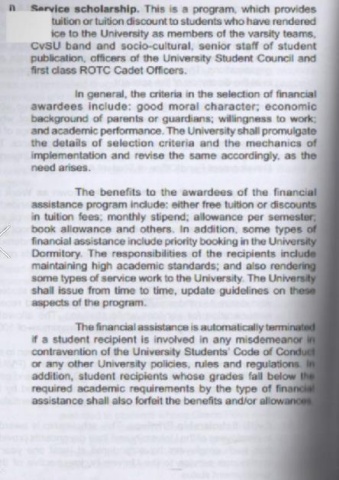 Service scholarship. This is a program, which provides
tuition or tuition discount to students who have rendered
ice to the University as members of the varsity teams,
CvSU band and socio-cultural, senior staff of student
publication, officers of the University Student Council and
first class ROTC Cadet Officers.
In general, the criteria in the selection of financial
awardees include: good moral character; economic
background of parents or guardians; willingness to work;
and academic performance. The University shall promulgate
the details of selection criteria and the mechanics of
implementation and revise the same accordingly, as the
need arises.
The benefits to the awardees of the financial
assistance program include: either free tuition or discounts
in tuition fees; monthly stipend; allowance per semester;
book allowance and others. In addition, some types of
financial assistance include priority booking in the University
Dormitory. The responsibilities of the recipients include
maintaining high academic standards; and also rendering
some types of service work to the University. The University
shall issue from time to time, update guidelines on these
aspects of the program.
The financial assistance is automatically terminated
if a student recipient is involved in any misdemeanor in
contravention of the University Students' Code of Conduct
or any other University policies, rules and regulations. In
addition, student recipients whose grades fall below the
required academic requirements by the type of financial
assistance shall also forfeit the benefits and/or allowances.